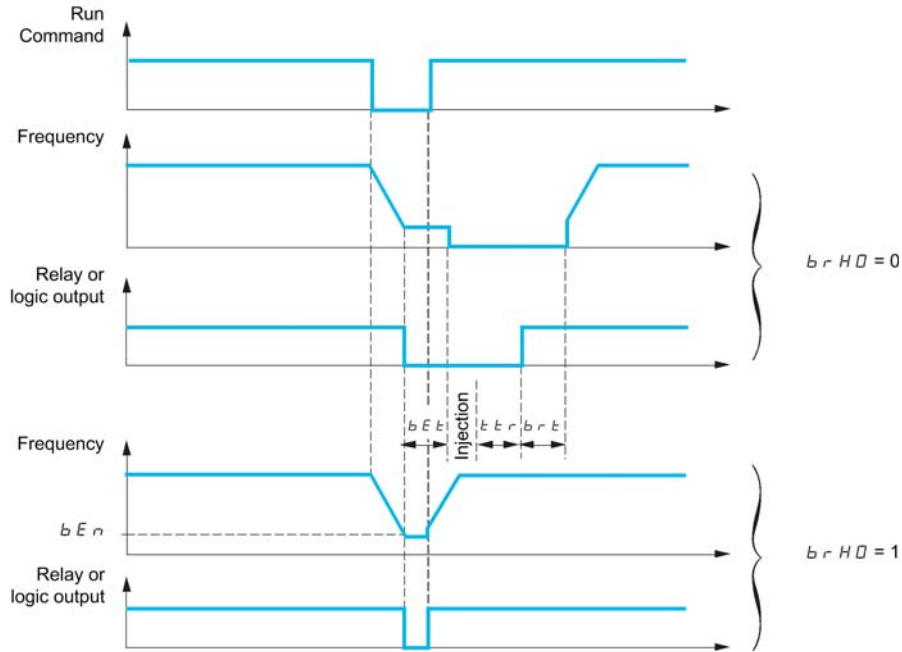 Run
Command
Frequency
Relay or
logic output
brH0 = 0
bEt
Injection
ttr
brt
Frequency
bEn
brH0 = 1
Relay or
logic output